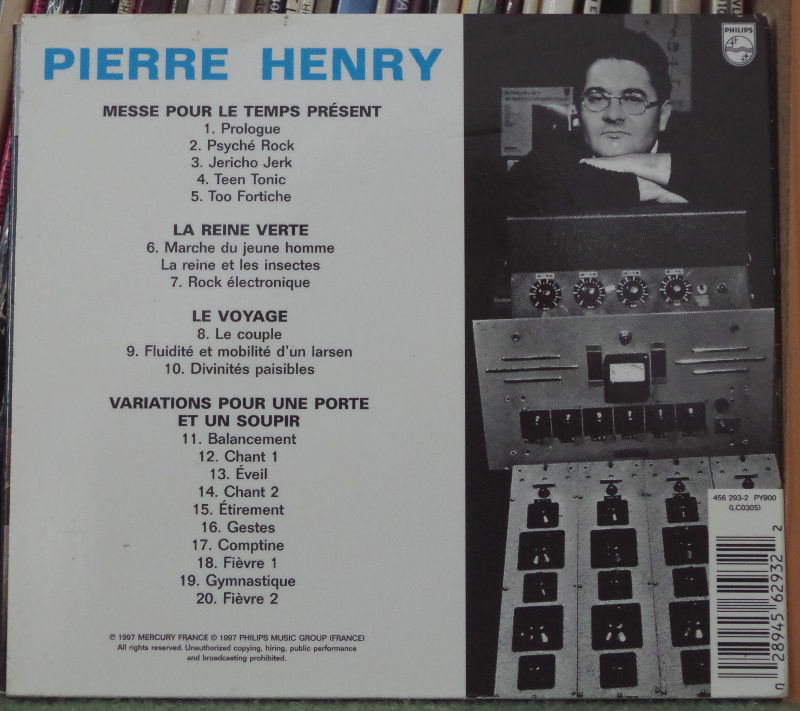 PIERRE HENRY
MESSE POUR LE TEMPS PRÉSENT
1. Prologue
2. Psyché Rock
3. Jericho Jerk
4. Teen Tonic
5. Too Fortiche
LA REINE VERTE
6. Marche du jeune homme
La reine et les insectes
7. Rock électronique
LE VOYAGE
8. Le couple
9. Fluidité et mobilité d'un larsen
10. Divinités paisibles
VARIATIONS POUR UNE PORTE
ET UN SOUPIR
11. Balancement
12. Chant 1
13. Éveil
14. Chant 2
15. Étirement
16. Gestes
17. Comptine
18. Fièvre 1
19. Gymnastique
20. Fièvre 2
℗ 1997 MERCURY FRANCE © 1997 PHILIPS MUSIC GROUP (FRANCE)
All rights reserved. Unauthorized copying, hiring, public performance
and broadcasting prohibited.
PHILIPS
456 293-2 PY900
(LC0305)
0 28945 62932 2